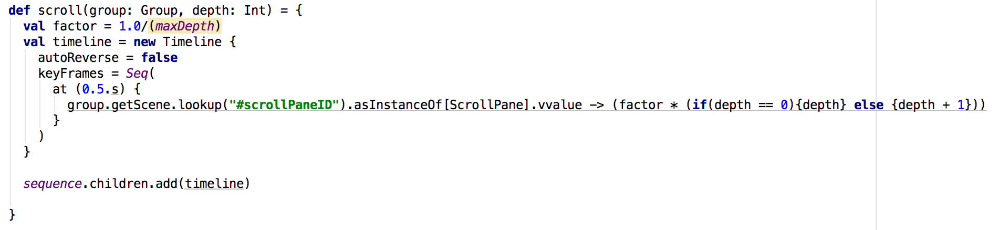 def scroll(group: Group, depth: Int) = {
  val factor = 1.0/(maxDepth)
  val timeline = new Timeline {
    autoReverse = false
    keyFrames = Seq(
      at (0.5.s) {
        group.getScene.lookup("#scrollPaneID").asInstanceOf[ScrollPane].vvalue -> (factor * (if(depth == 0){depth} else {depth + 1}))
      }
    )
  }

  sequence.children.add(timeline)

}